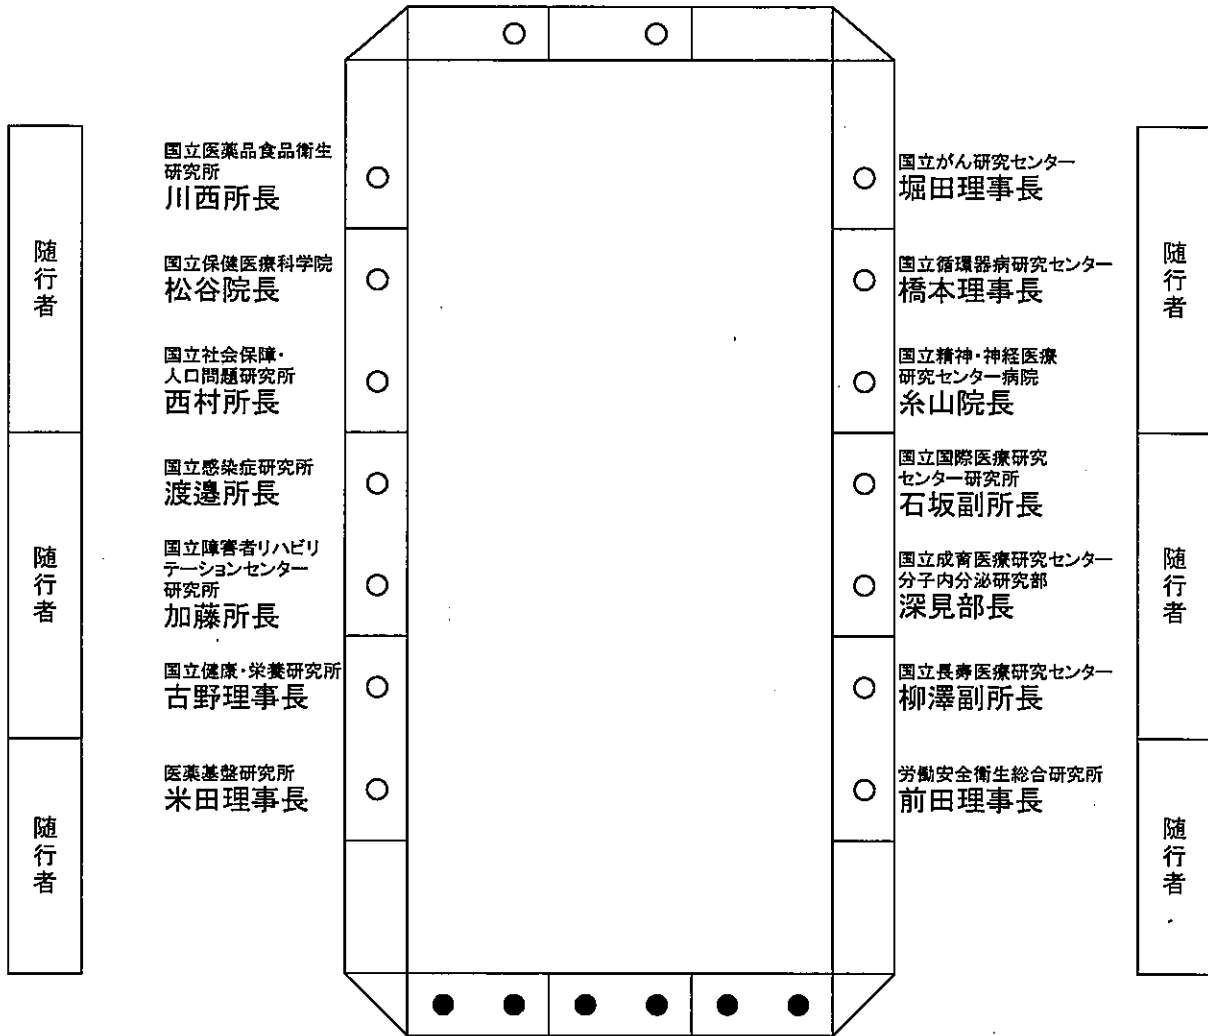 国立医薬品食品衛生
研究所
川西所長
国立保健医療科学院
松谷院長
国立社会保障・
人口問題研究所
西村所長
国立感染症研究所
渡邉所長
国立障害者リハビリ
テーションセンター
研究所
加藤所長
国立健康・栄養研究所
古野理事長
医薬基盤研究所
米田理事長
国立がん研究センター
堀田理事長
国立循環器病研究センター
橋本理事長
国立精神・神経医療
研究センター病院
糸山院長
国立国際医療研究
センター研究所
石坂副所長
国立成育医療研究センター
分子内分泌研究部
深見部長
国立長寿医療研究センター
柳澤副所長
労働安全衛生総合研究所
前田理事長
随行者
随行者
随行者
随行者
随行者
随行者